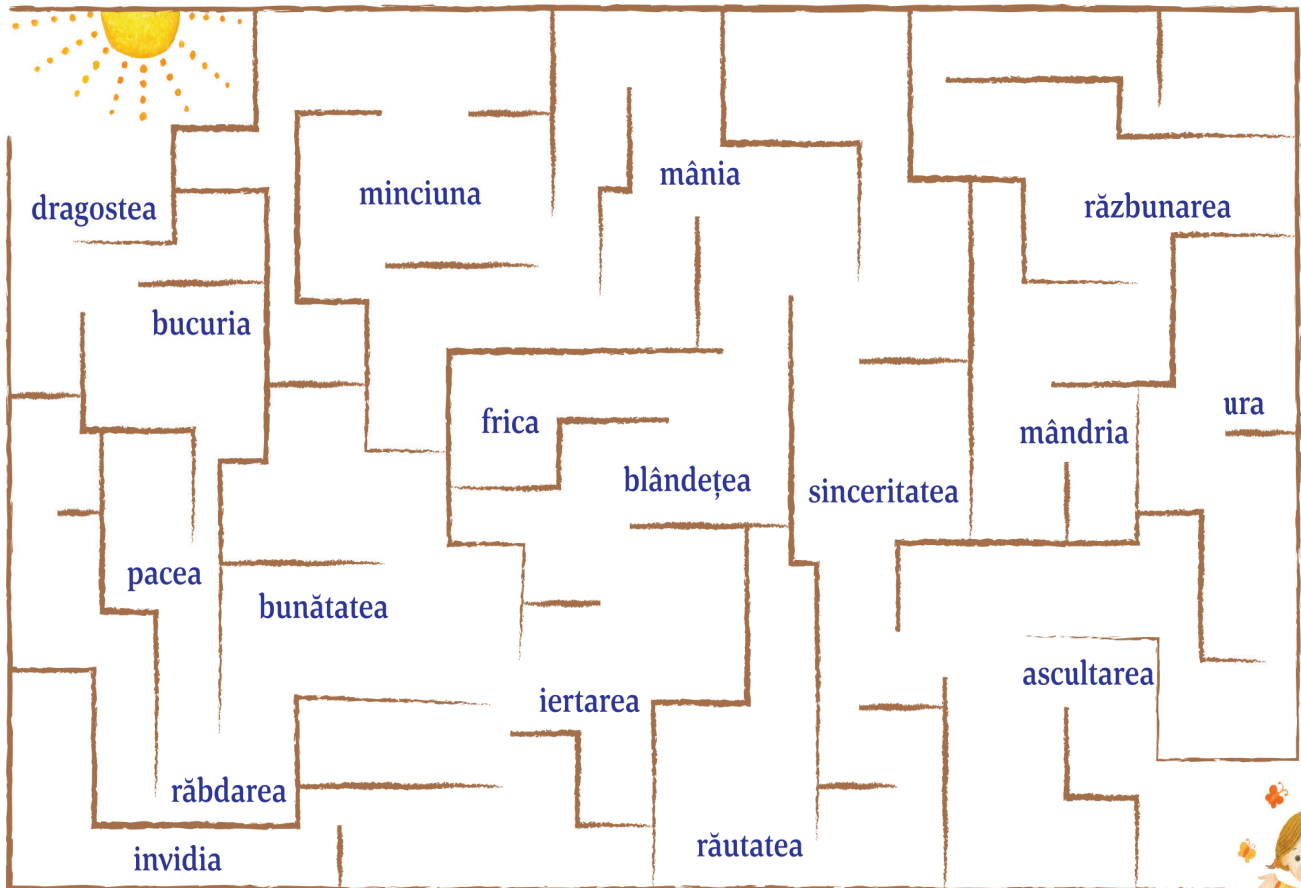 mânia
minciuna
dragostea
răzbunarea
bucuria
ura
frica
mândria
blândețea
sinceritatea
pacea
bunătatea
ascultarea
iertarea
răbdarea
răutatea
invidia